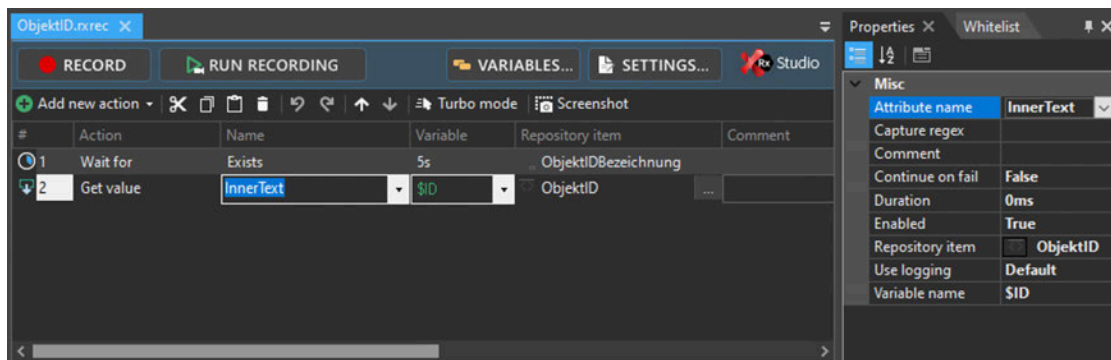 ObjektID.rxrec
RECORD RUN RECORDING VARIABLES... SETTINGS... Rx Studio
Add new action Turbo mode Screenshot
# Action Name Variable Repository item Comment
1 Wait for Exists 5s ObjektIDBezeichnung
2 Get value InnerText $ID ObjektID ...
Properties Whitelist
Misc
Attribute name InnerText
Capture regex
Comment
Continue on fail False
Duration 0ms
Enabled True
Repository item ObjektID
Use logging Default
Variable name $ID